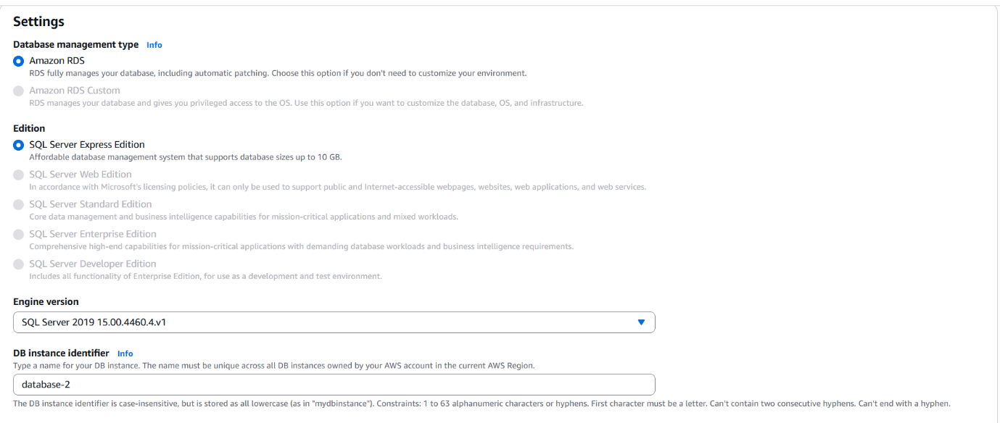 Settings
Database management type Info
Amazon RDS
RDS fully manages your database, including automatic patching. Choose this option if you don't need to customize your environment.
Amazon RDS Custom
RDS manages your database and gives you privileged access to the OS. Use this option if you want to customize the database, OS, and infrastructure.
Edition
SQL Server Express Edition
Affordable database management system that supports database sizes up to 10 GB.
SQL Server Web Edition
In accordance with Microsoft's licensing policies, it can only be used to support public and Internet-accessible webpages, websites, web applications, and web services.
SQL Server Standard Edition
Core data management and business intelligence capabilities for mission-critical applications and mixed workloads.
SQL Server Enterprise Edition
Comprehensive high-end capabilities for mission-critical applications with demanding database workloads and business intelligence requirements.
SQL Server Developer Edition
Includes all functionality of Enterprise Edition, for use as a development and test environment.
Engine version
SQL Server 2019 15.00.4460.4.v1
DB instance identifier Info
Type a name for your DB instance. The name must be unique across all DB instances owned by your AWS account in the current AWS Region.
database-2
The DB instance identifier is case-insensitive, but is stored as all lowercase (as in "mydbinstance"). Constraints: 1 to 63 alphanumeric characters or hyphens. First character must be a letter. Can't contain two consecutive hyphens. Can't end with a hyphen.